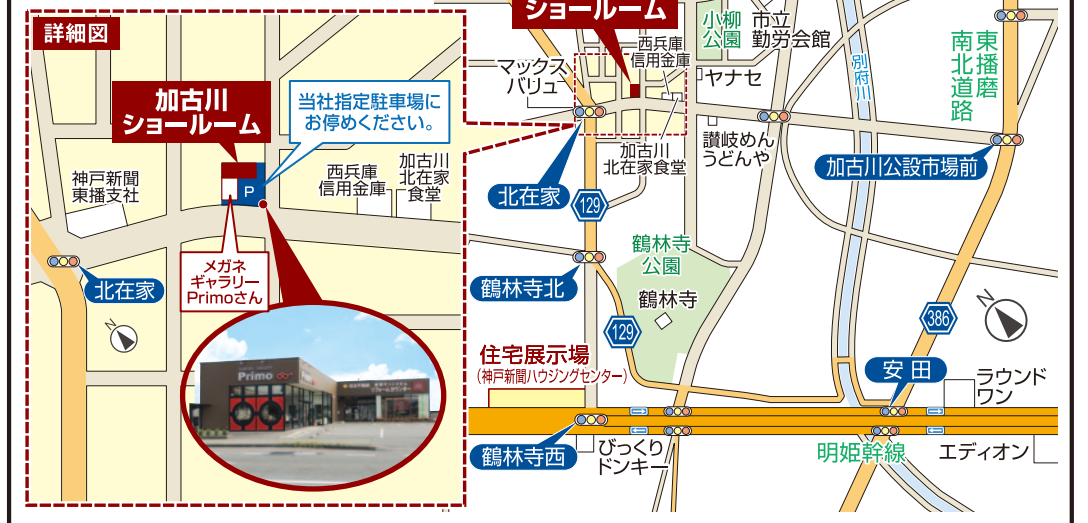 詳細図
加古川
ショールーム
当社指定駐車場に
お停めください。
神戸新聞
東播支社
P
西兵庫
信用金庫
加古川
北在家
食堂
メガネ
ギャラリー
Primoさん
北在家
N
Primo
ショールーム
小柳
公園
市立
勤労会館
西兵庫
信用金庫
マックス
バリュ
ヤナセ
別府川
東播磨
南北道路
讃岐めん
うどんや
加古川
北在家食堂
加古川公設市場前
北在家
129
鶴林寺
公園
鶴林寺北
鶴林寺
129
386
N
住宅展示場
(神戸新聞ハウジングセンター)
安田
ラウンド
ワン
鶴林寺西
びっくり
ドンキー
明姫幹線
エディオン